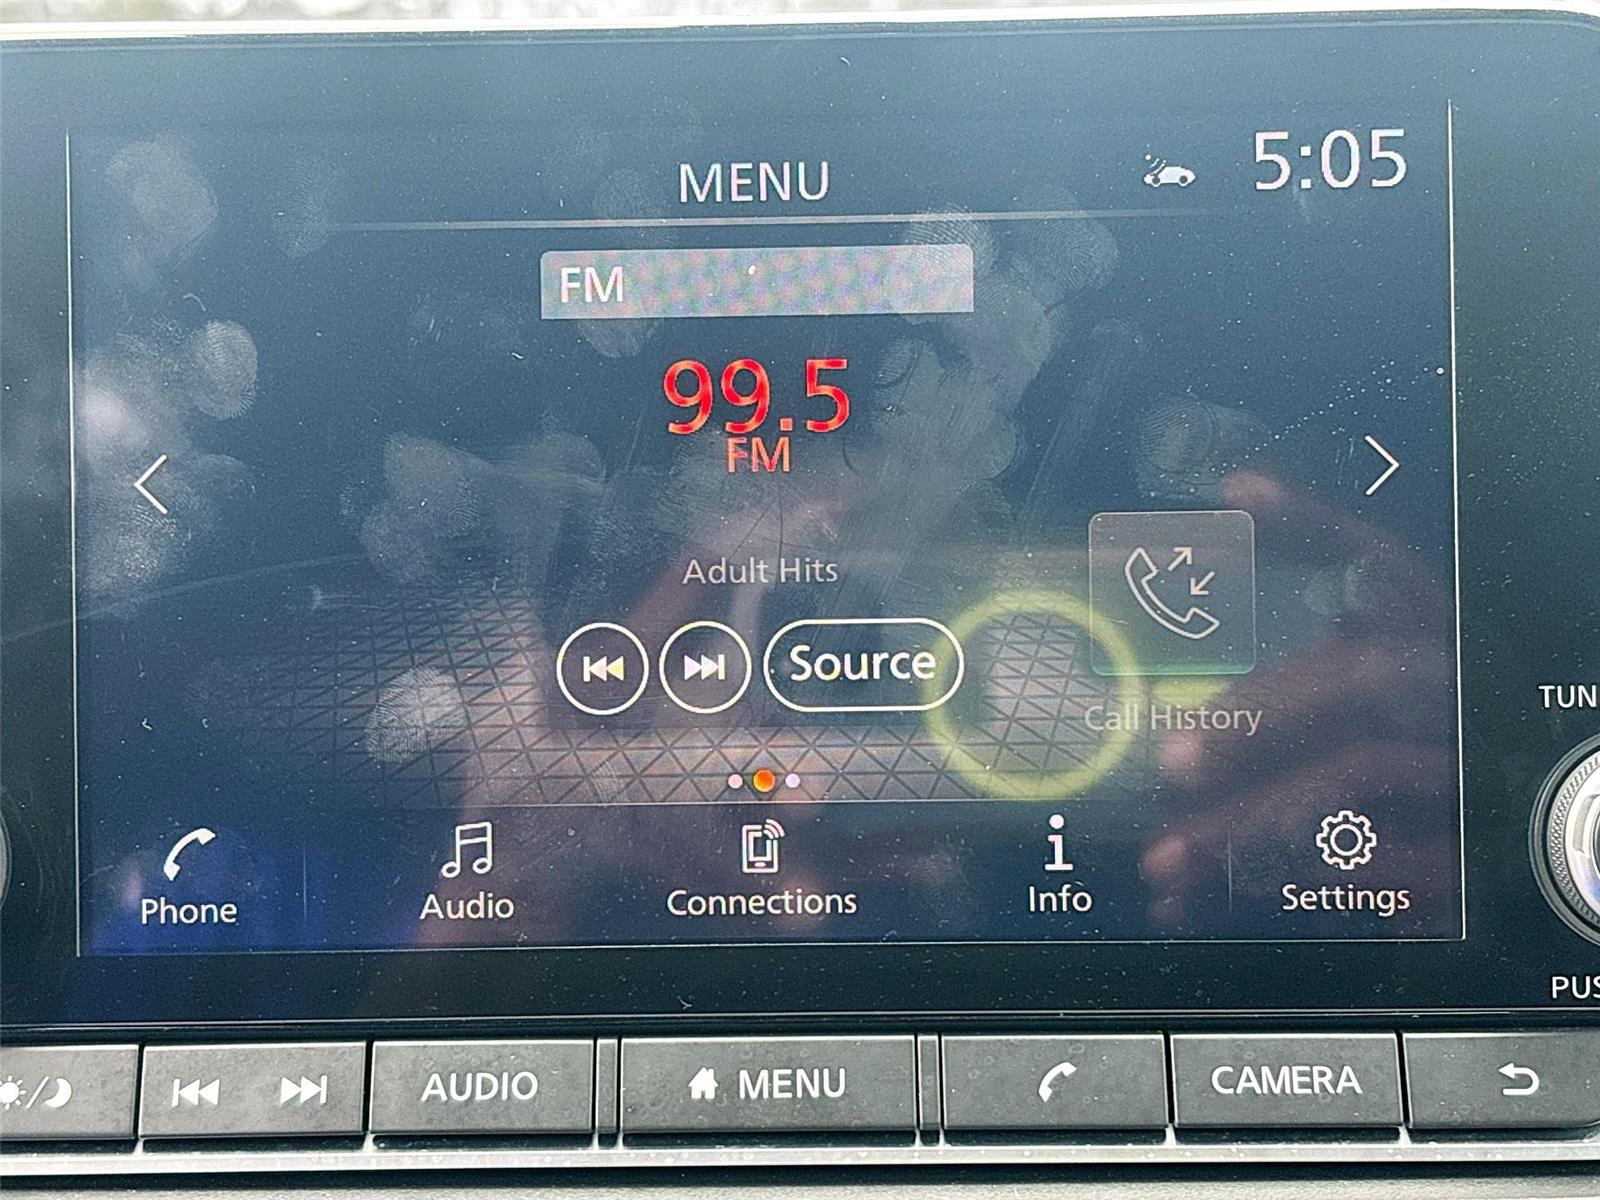 MENU
5:05
FM
99.5
FM
Adult Hits
Source
Call History
Phone
Audio
Connections
Info
Settings
TUN
PUS
AUDIO
MENU
CAMERA